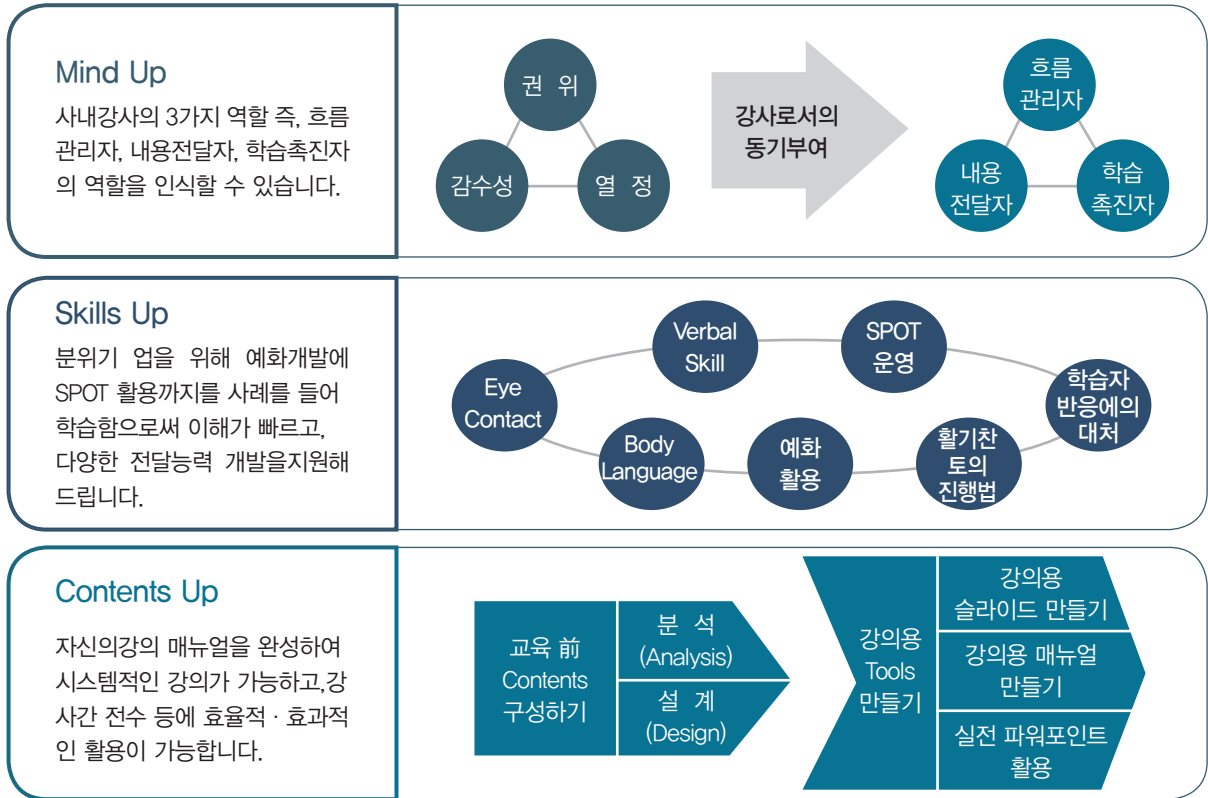 Mind Up
사내강사의 3가지 역할 즉, 흐름
관리자, 내용전달자, 학습촉진자
의 역할을 인식할 수 있습니다.
권 위
감수성
열 정
강사로서의
동기부여
흐름
관리자
내용
전달자
학습
촉진자
Skills Up
분위기 업을 위해 예화개발에
SPOT 활용까지를 사례를 들어
학습함으로써 이해가 빠르고,
다양한 전달능력 개발을지원해
드립니다.
Eye
Contact
Verbal
Skill
SPOT
운영
학습자
반응에의
대처
Body
Language
예화
활용
활기찬
토의
진행법
Contents Up
자신의강의 매뉴얼을 완성하여
시스템적인 강의가 가능하고,강
사간 전수 등에 효율적 · 효과적
인 활용이 가능합니다.
교육 前
Contents
구성하기
분 석
(Analysis)
설 계
(Design)
강의용
Tools
만들기
강의용
슬라이드 만들기
강의용 매뉴얼
만들기
실전 파워포인트
활용